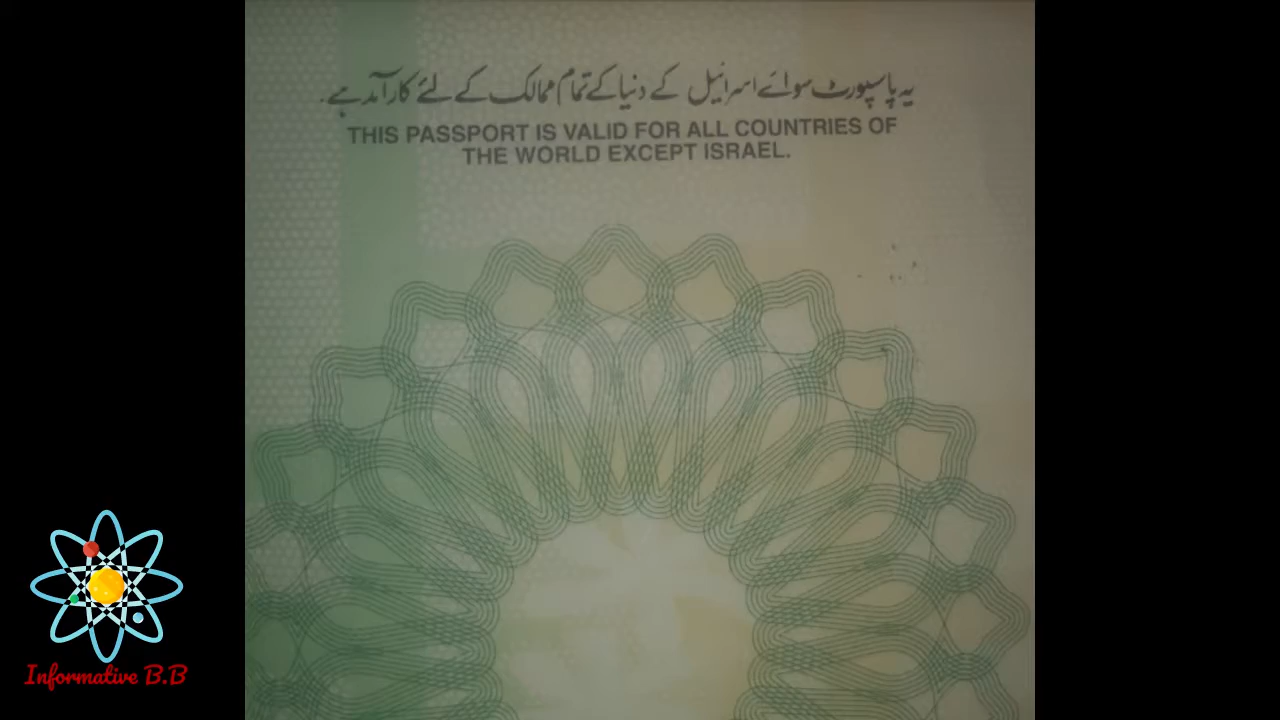 یہ پاسپورٹ سوائے اسرائیل کے دنیا کے تمام ممالک کے لئے کارآمد ہے۔
THIS PASSPORT IS VALID FOR ALL COUNTRIES OF
THE WORLD EXCEPT ISRAEL.
Informative B.B